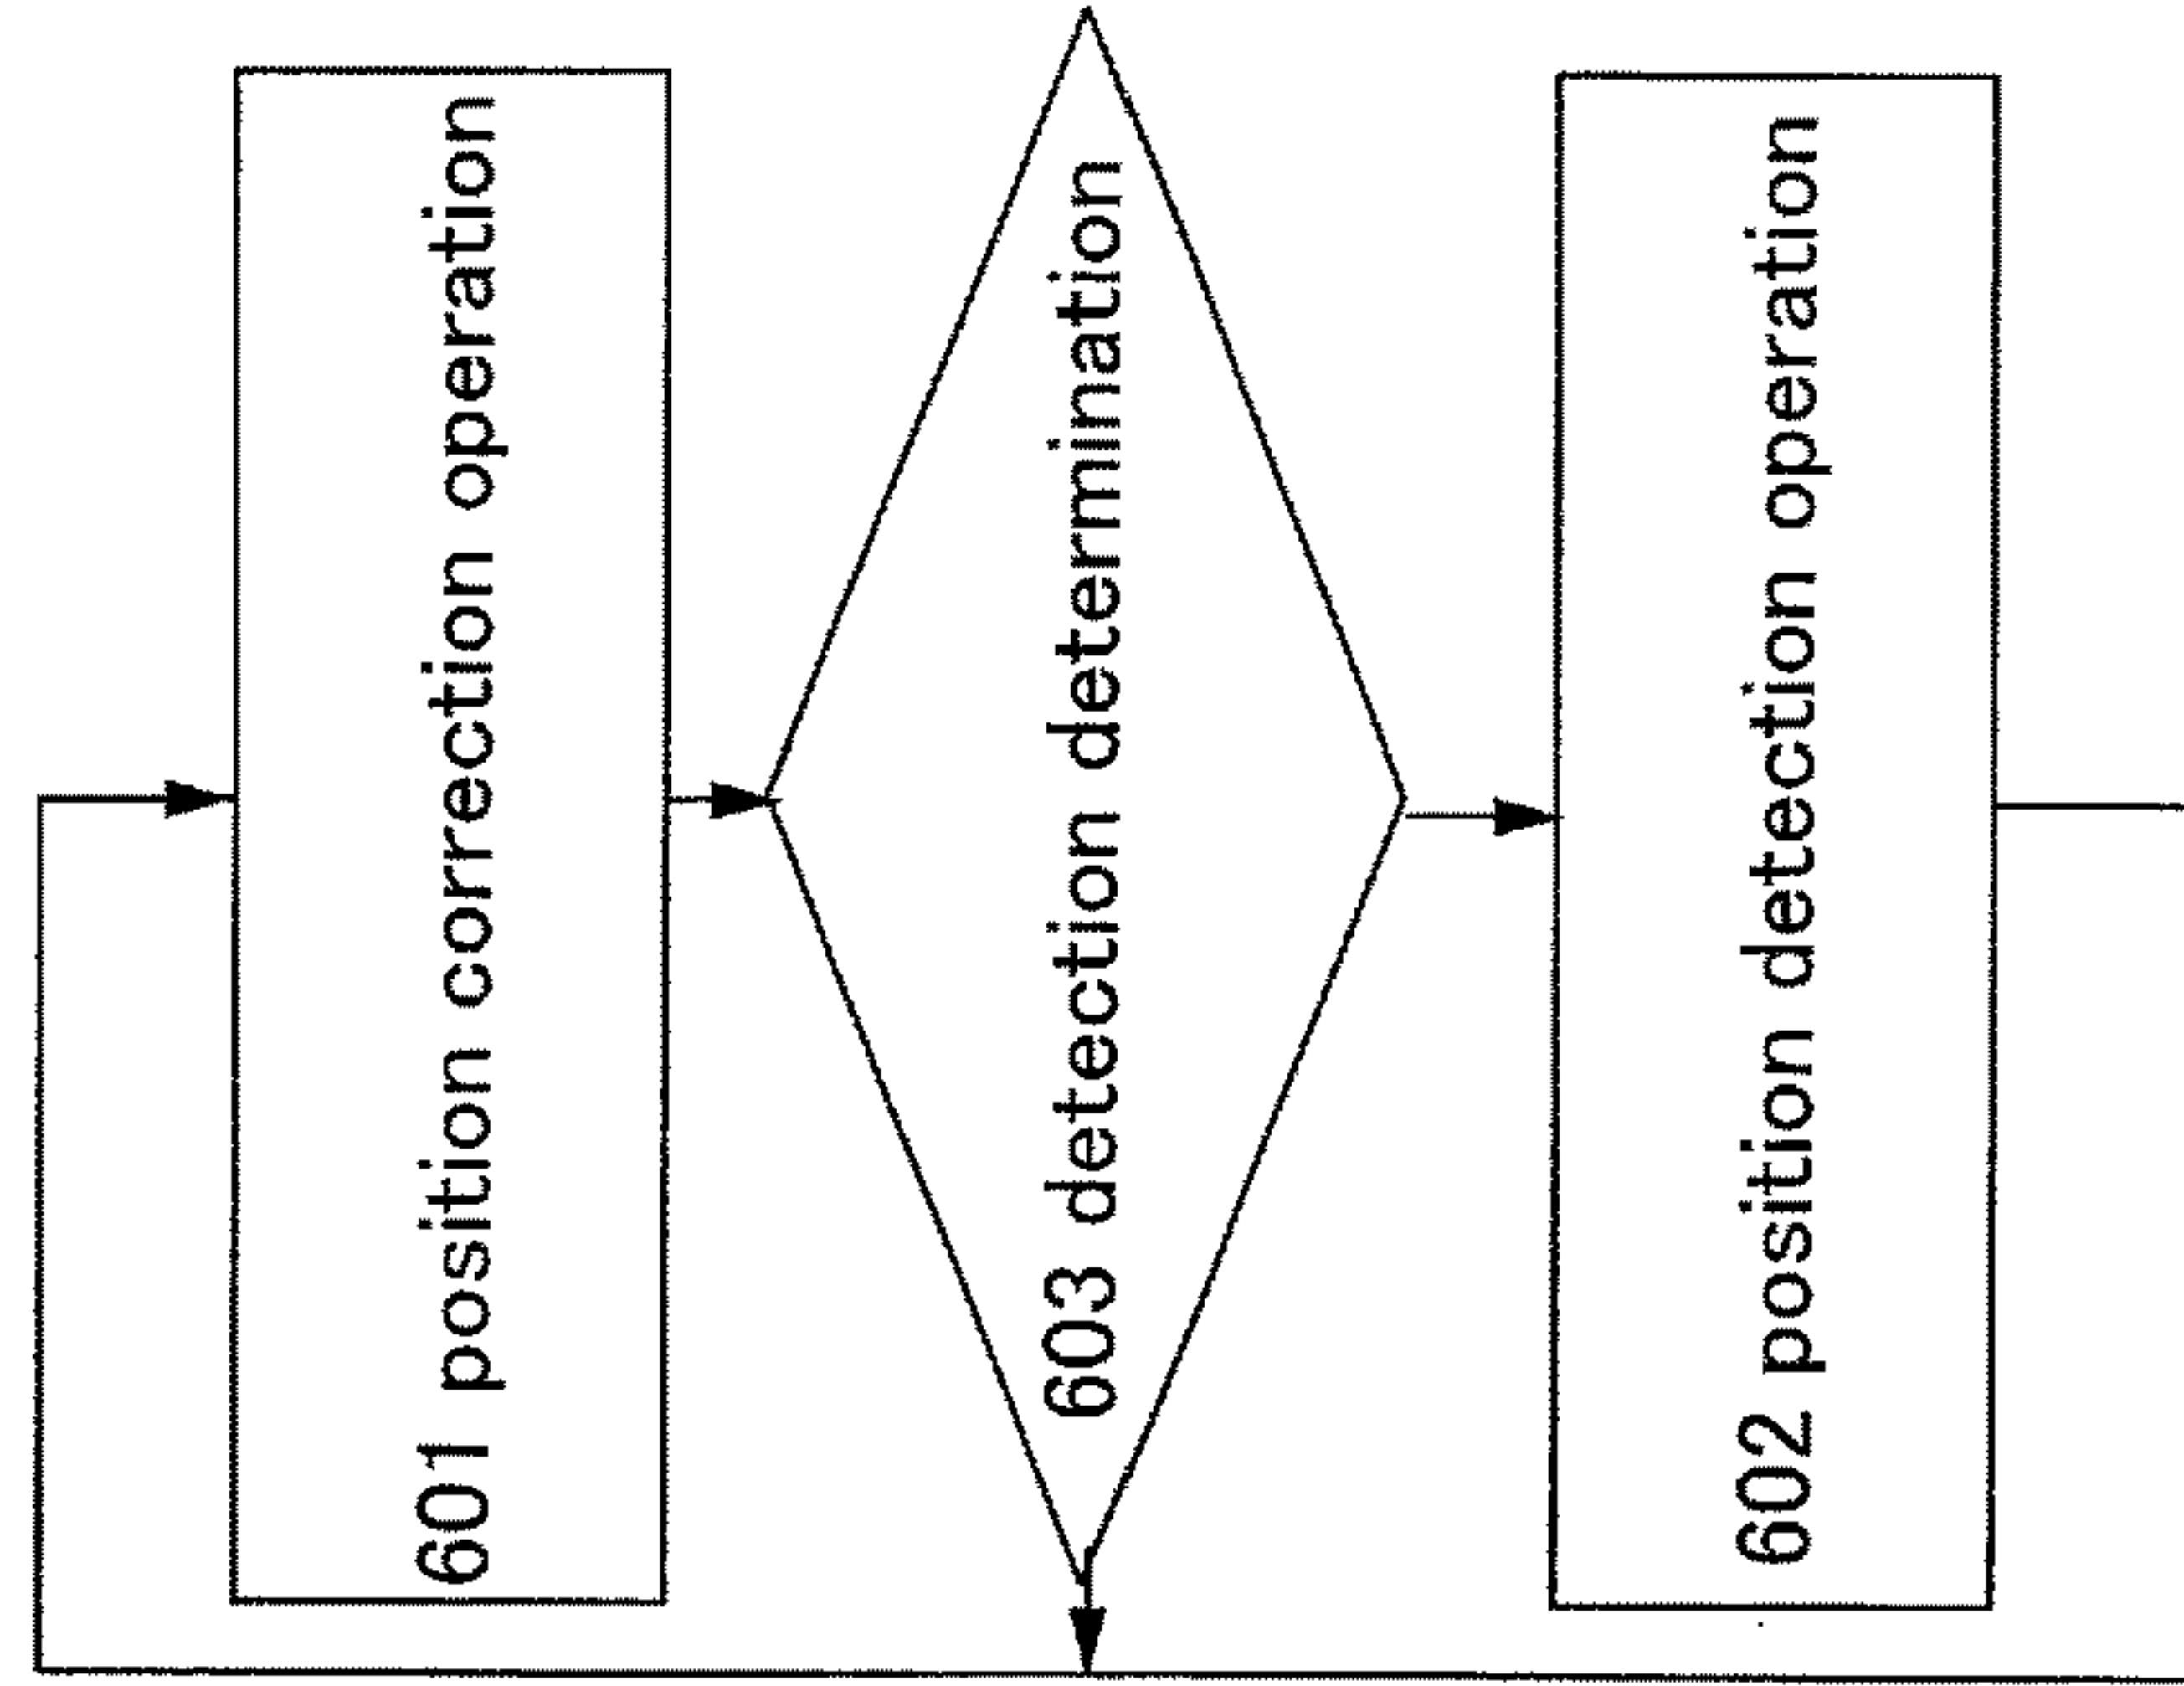 601 position correction operation
603 detection determination
602 position detection operation